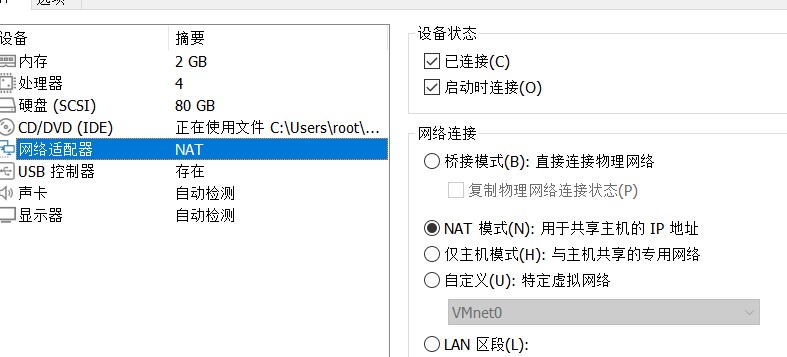 选项
设备 摘要
内存 2 GB
处理器 4
硬盘 (SCSI) 80 GB
CD/DVD (IDE) 正在使用文件 C:\Users\root\...
网络适配器 NAT
USB 控制器 存在
声卡 自动检测
显示器 自动检测
设备状态
已连接(C)
启动时连接(O)
网络连接
桥接模式(B): 直接连接物理网络
复制物理网络连接状态(P)
NAT 模式(N): 用于共享主机的 IP 地址
仅主机模式(H): 与主机共享的专用网络
自定义(U): 特定虚拟网络
VMnet0
LAN 区段(L):